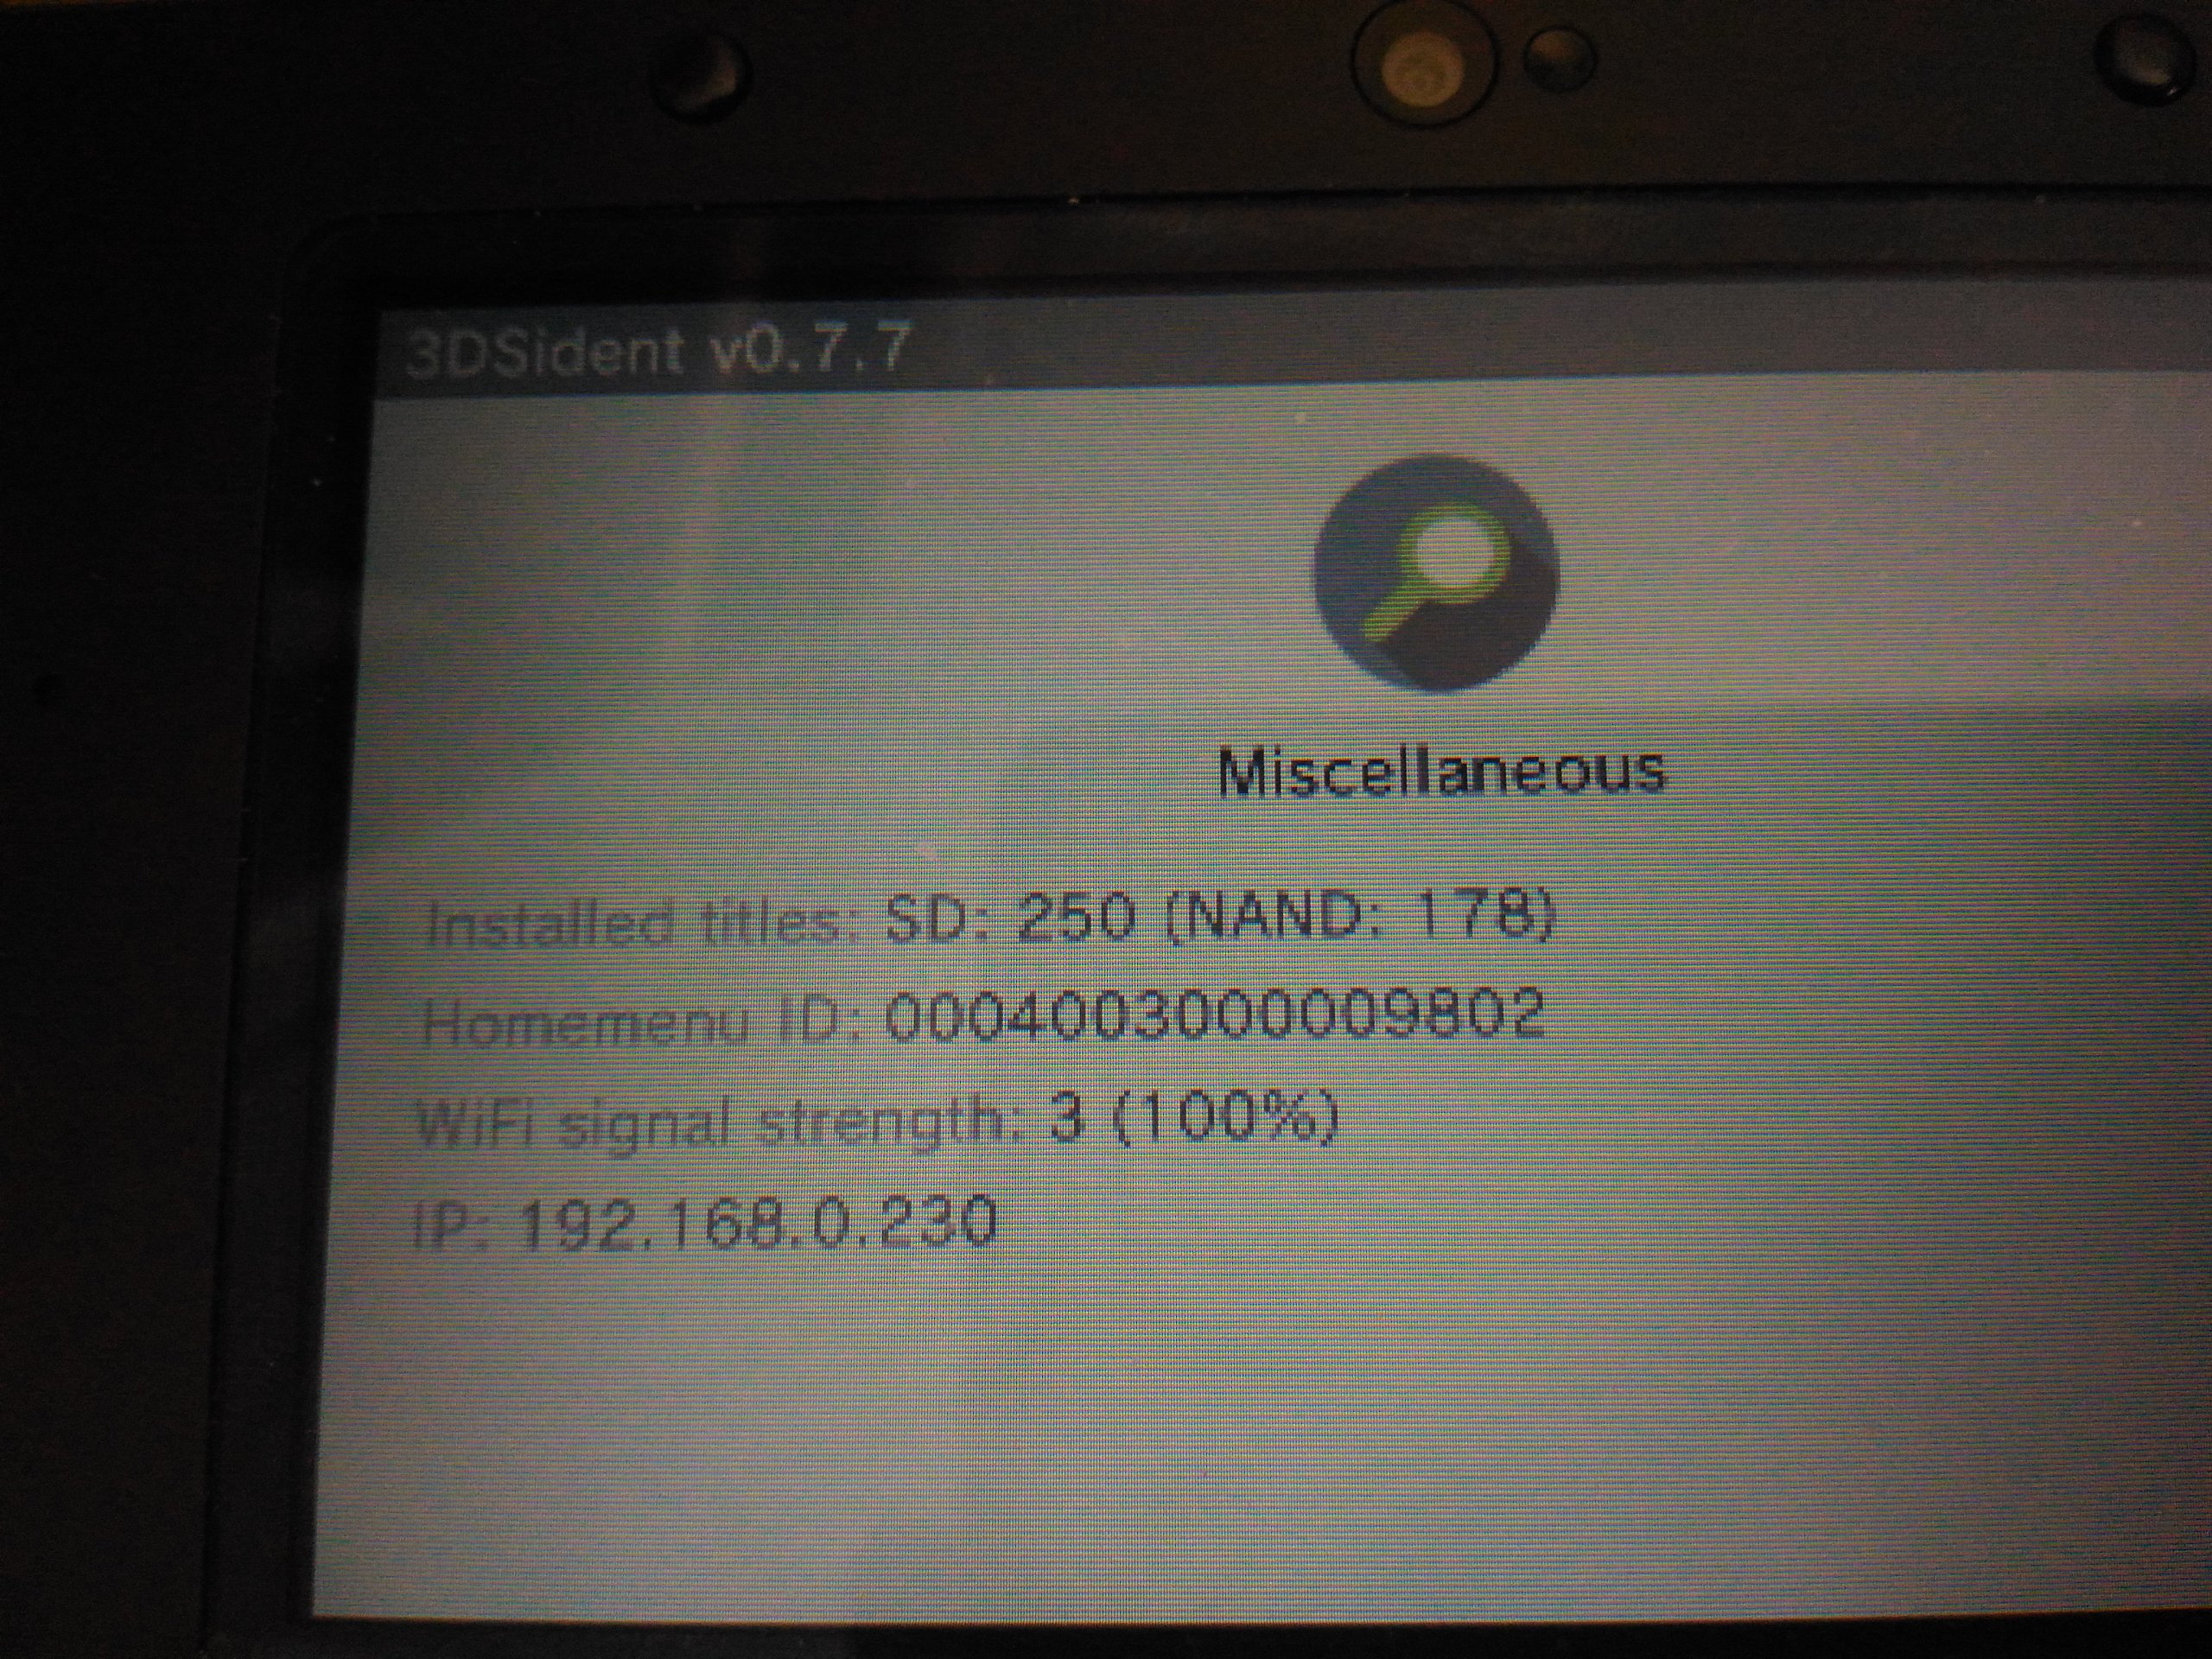 3DSident v0.7.7
Miscellaneous
Installed titles: SD: 250 (NAND: 178)
Homemenu ID: 0004003000009802
WiFi signal strength: 3 (100%)
IP: 192.168.0.230